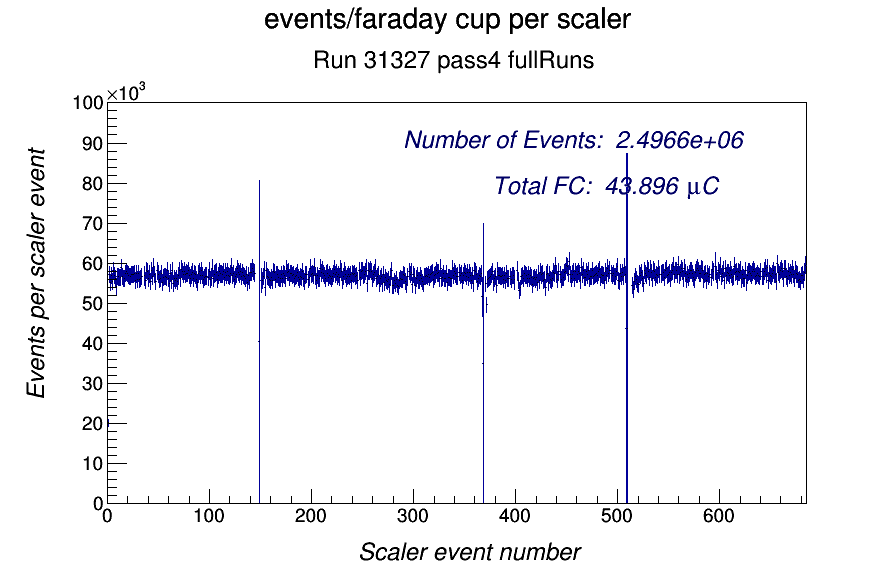 events/faraday cup per scaler
Run 31327 pass4 fullRuns
×10³
100
90
80
70
60
50
40
30
20
10
0
Events per scaler event
Number of Events: 2.4966e+06
Total FC: 43.896 μC
0 100 200 300 400 500 600
Scaler event number